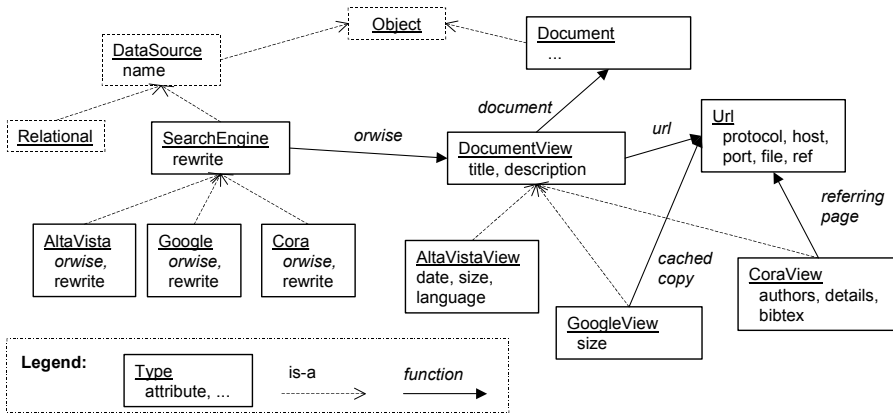 Object
Document
...
DataSource
name
document
url
Url
protocol, host,
port, file, ref
Relational
SearchEngine
rewrite
orwise
DocumentView
title, description
referring
page
AltaVista
orwise,
rewrite
Google
orwise,
rewrite
Cora
orwise,
rewrite
AltaVistaView
date, size,
language
cached
copy
CoraView
authors, details,
bibtex
GoogleView
size
Legend:
Type
attribute, ...
is-a
function